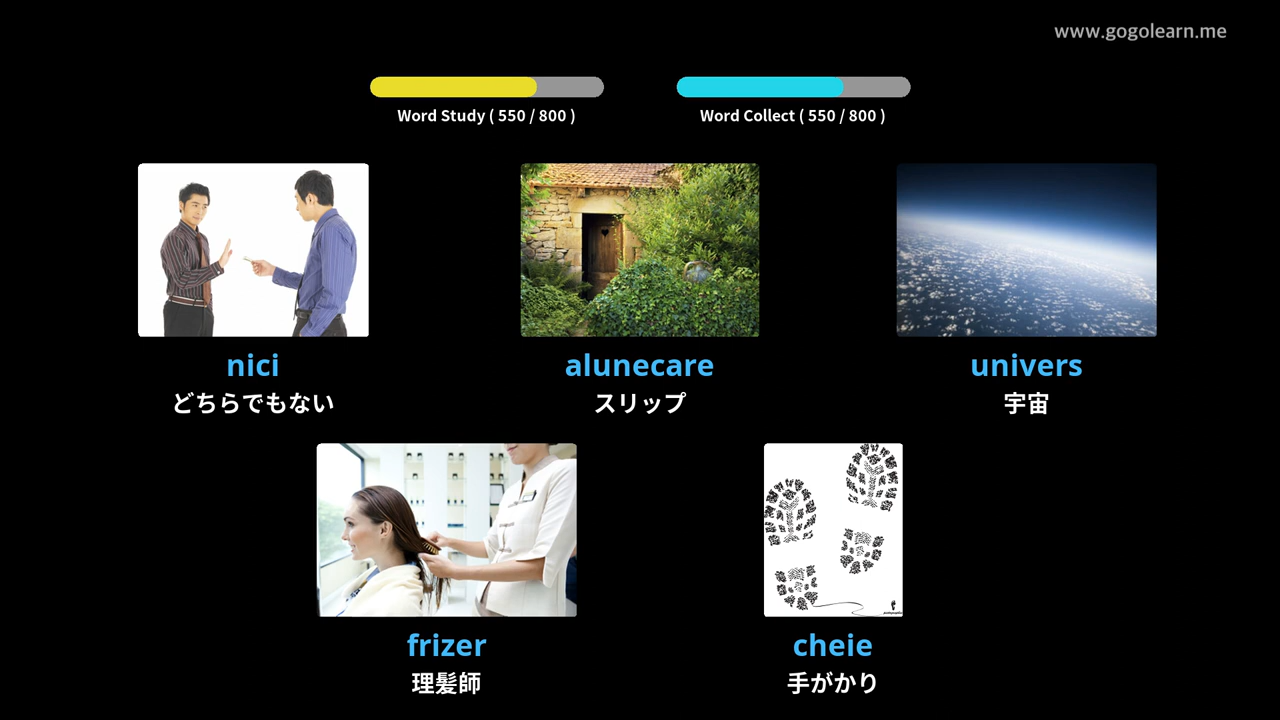 www.gogolearn.me
Word Study ( 550 / 800 )
Word Collect ( 550 / 800 )
nici
どちらでもない
alunecare
スリップ
univers
宇宙
frizer
理髪師
cheie
手がかり